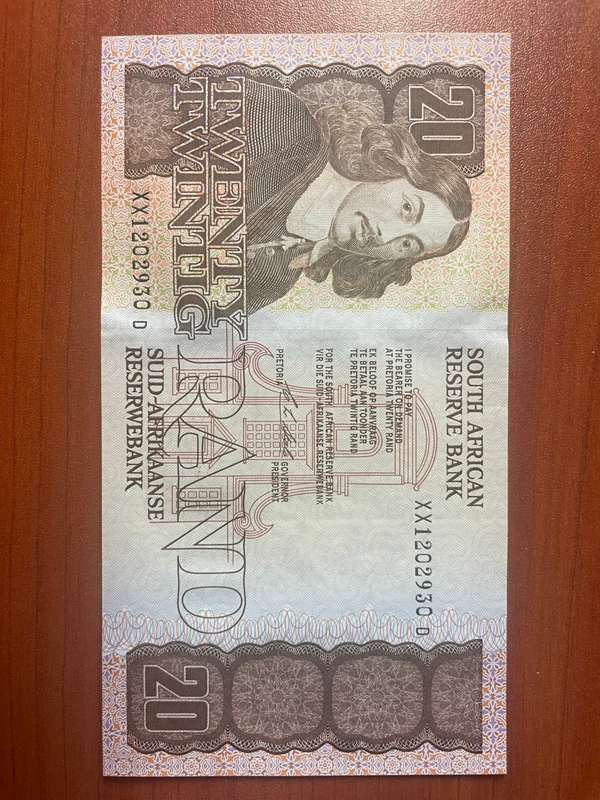 20
SOUTH AFRICAN
RESERVE BANK
XX1202930 D
I PROMISE TO PAY
THE BEARER ON DEMAND
AT PRETORIA TWENTY RAND
EK BELOOF OP AANVRAAG
TE BETAAL AAN TOONDER
TE PRETORIA TWINTIG RAND
FOR THE SOUTH AFRICAN RESERVE BANK
VIR DIE SUID-AFRIKAANSE RESERWEBANK
PRETORIA
GOVERNOR
PRESIDENT
TWENTY
TWINTIG
RAND
XX1202930 D
SUID-AFRIKAANSE
RESERWEBANK
20